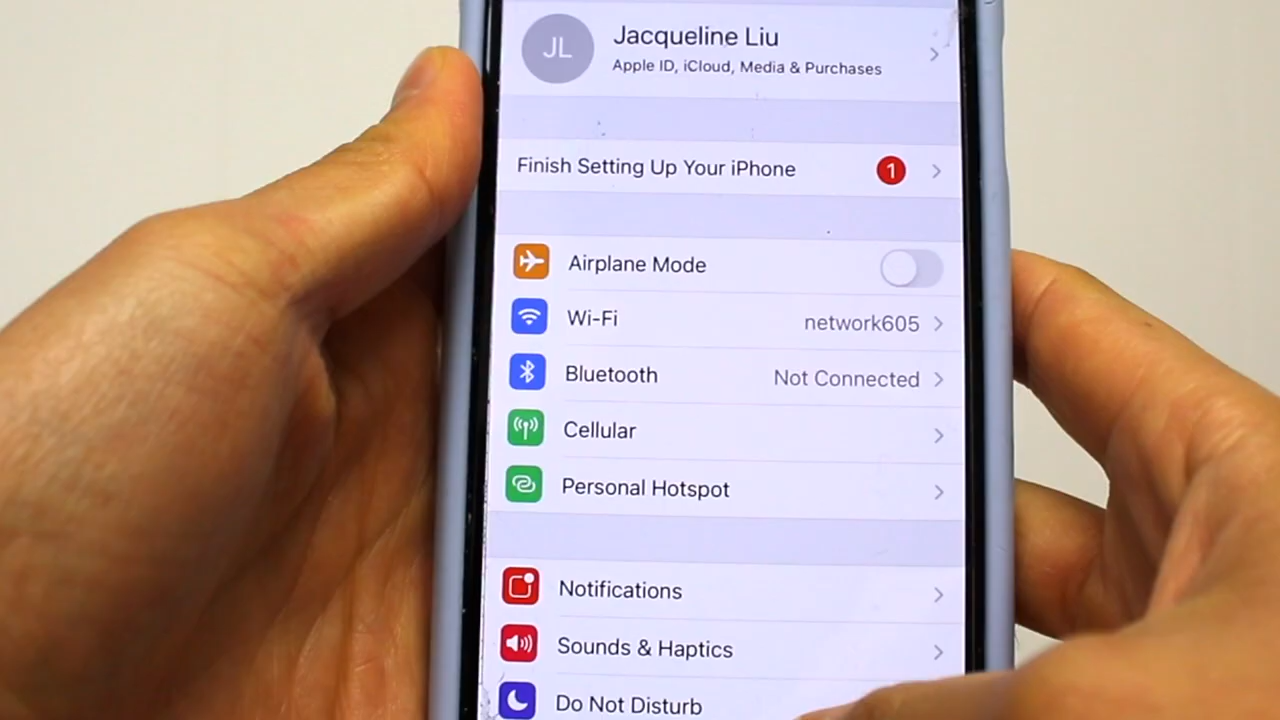 JL
Jacqueline Liu
Apple ID, iCloud, Media & Purchases
Finish Setting Up Your iPhone 1
Airplane Mode
Wi-Fi network605
Bluetooth Not Connected
Cellular
Personal Hotspot
Notifications
Sounds & Haptics
Do Not Disturb